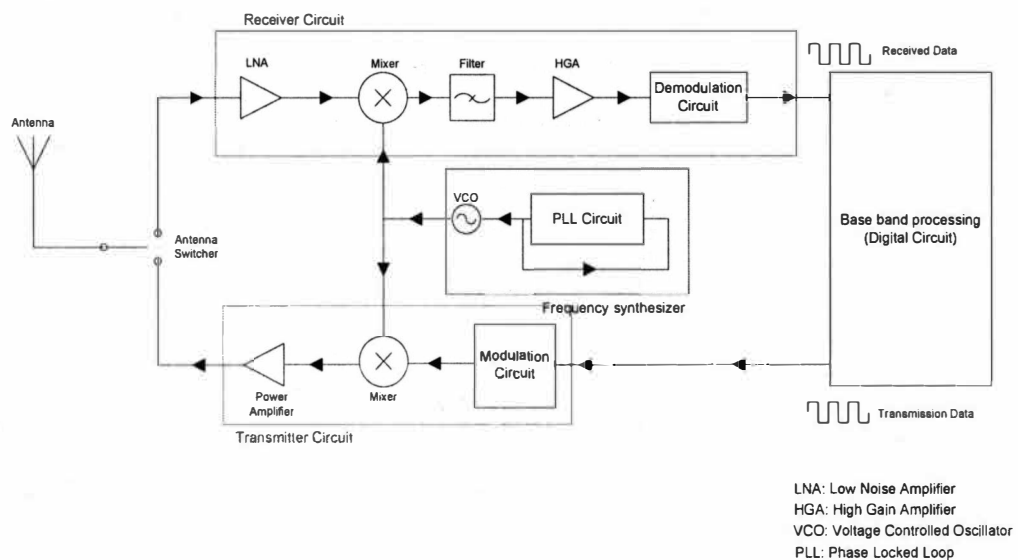 Receiver Circuit
LNA
Mixer
Filter
HGA
Demodulation
Circuit
Received Data
Antenna
Antenna
Switcher
VCO
PLL Circuit
Frequency synthesizer
Base band processing
(Digital Circuit)
Power
Amplifier
Mixer
Modulation
Circuit
Transmitter Circuit
Transmission Data
LNA: Low Noise Amplifier
HGA: High Gain Amplifier
VCO: Voltage Controlled Oscillator
PLL: Phase Locked Loop